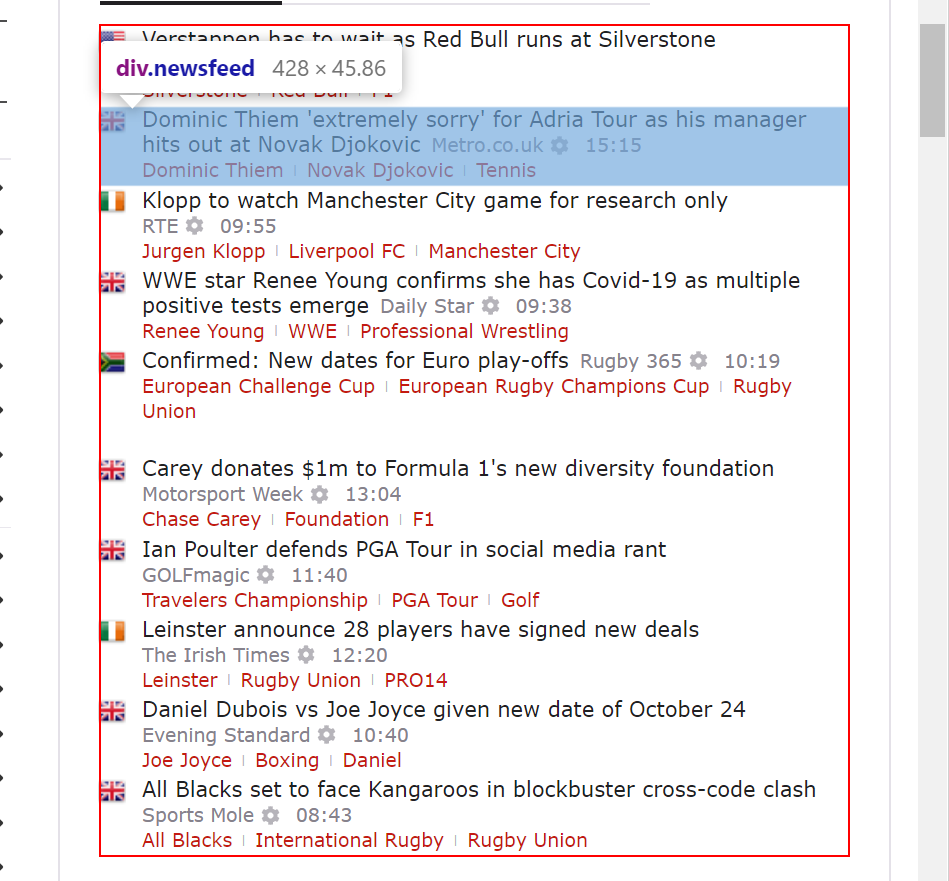 Verstappen has to wait as Red Bull runs at Silverstone
div.newsfeed 428 × 45.86
Silverstone Red Bull F1
Dominic Thiem 'extremely sorry' for Adria Tour as his manager
hits out at Novak Djokovic Metro.co.uk 15:15
Dominic Thiem Novak Djokovic Tennis
Klopp to watch Manchester City game for research only
RTE 09:55
Jurgen Klopp Liverpool FC Manchester City
WWE star Renee Young confirms she has Covid-19 as multiple
positive tests emerge Daily Star 09:38
Renee Young WWE Professional Wrestling
Confirmed: New dates for Euro play-offs Rugby 365 10:19
European Challenge Cup European Rugby Champions Cup Rugby
Union
Carey donates $1m to Formula 1's new diversity foundation
Motorsport Week 13:04
Chase Carey Foundation F1
Ian Poulter defends PGA Tour in social media rant
GOLFmagic 11:40
Travelers Championship PGA Tour Golf
Leinster announce 28 players have signed new deals
The Irish Times 12:20
Leinster Rugby Union PRO14
Daniel Dubois vs Joe Joyce given new date of October 24
Evening Standard 10:40
Joe Joyce Boxing Daniel
All Blacks set to face Kangaroos in blockbuster cross-code clash
Sports Mole 08:43
All Blacks International Rugby Rugby Union